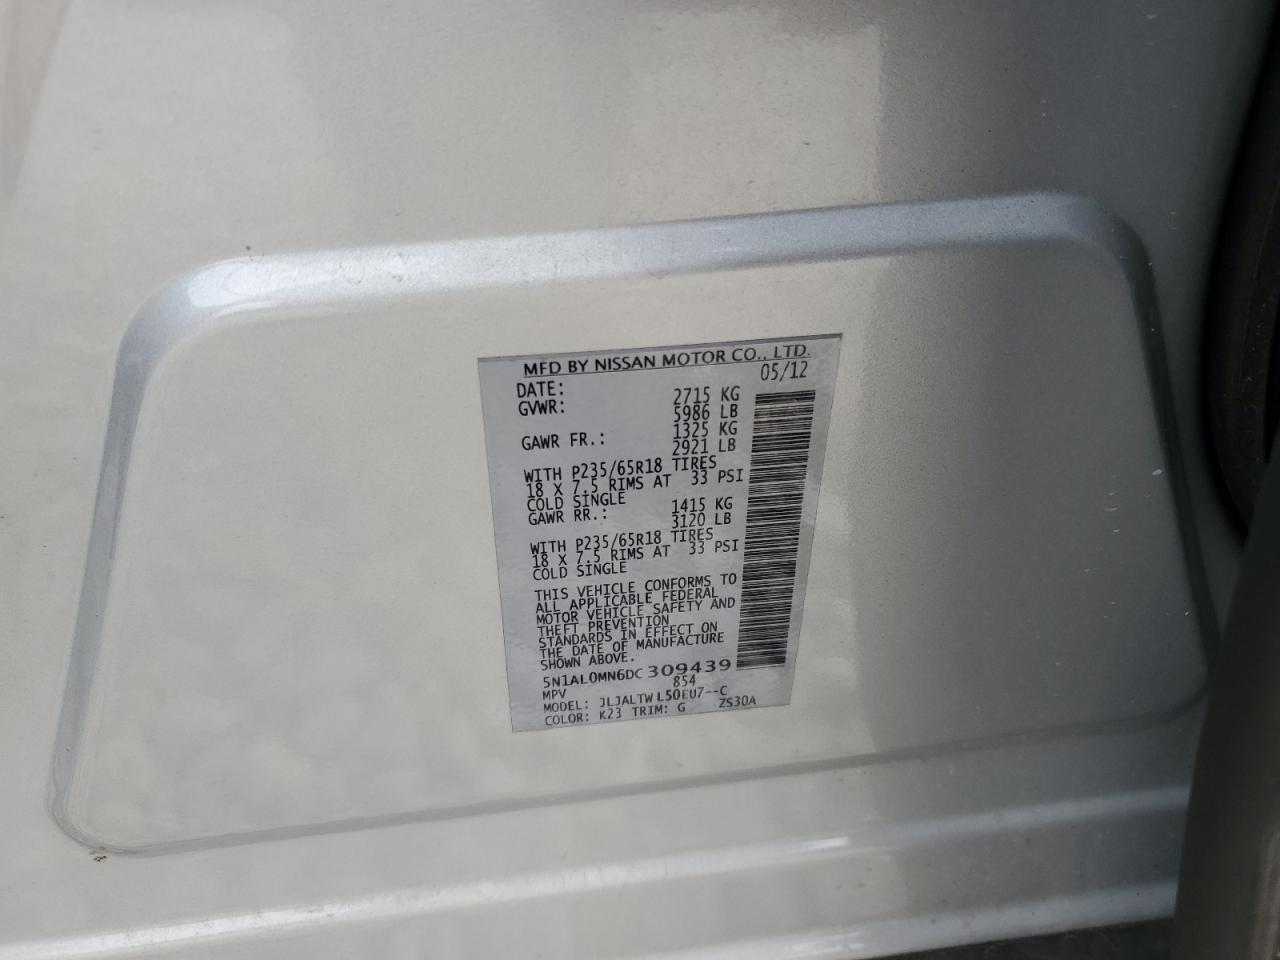 MFD BY NISSAN MOTOR CO., LTD.
DATE: 05/12
GVWR: 2715 KG
5986 LB
GAWR FR.: 1325 KG
2921 LB
WITH P235/65R18 TIRES
18 X 7.5 RIMS AT 33 PSI
COLD SINGLE
GAWR RR.: 1415 KG
3120 LB
WITH P235/65R18 TIRES
18 X 7.5 RIMS AT 33 PSI
COLD SINGLE
THIS VEHICLE CONFORMS TO
ALL APPLICABLE FEDERAL
MOTOR VEHICLE SAFETY AND
THEFT PREVENTION
STANDARDS IN EFFECT ON
THE DATE OF MANUFACTURE
SHOWN ABOVE.
5N1AL0MN6DC 309439
MPV 854
MODEL: JLJALTW L50EU7--C
COLOR: K23 TRIM: G ZS30A